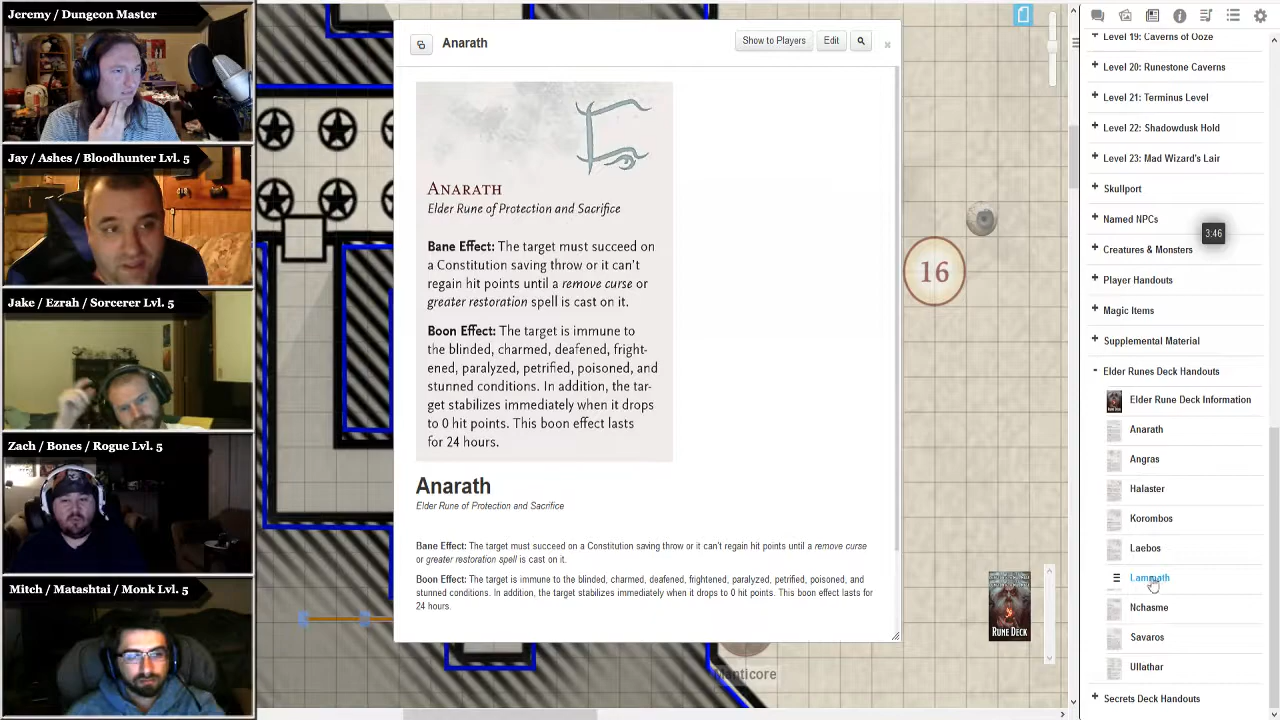 Jeremy / Dungeon Master
Jay / Ashes / Bloodhunter Lvl. 5
Jake / Ezrah / Sorcerer Lvl. 5
Zach / Bones / Rogue Lvl. 5
Mitch / Matashtai / Monk Lvl. 5
Anarath
Show to Players
Edit
ANARATH
Elder Rune of Protection and Sacrifice
Bane Effect: The target must succeed on
a Constitution saving throw or it can't
regain hit points until a remove curse or
greater restoration spell is cast on it.
Boon Effect: The target is immune to
the blinded, charmed, deafened, fright-
ened, paralyzed, petrified, poisoned, and
stunned conditions. In addition, the tar-
get stabilizes immediately when it drops
to 0 hit points. This boon effect lasts
for 24 hours.
Anarath
Elder Rune of Protection and Sacrifice
Bane Effect: The target must succeed on a Constitution saving throw or it can't regain hit points until a remove curse
or greater restoration spell is cast on it.
Boon Effect: The target is immune to the blinded, charmed, deafened, frightened, paralyzed, petrified, poisoned, and
stunned conditions. In addition, the target stabilizes immediately when it drops to 0 hit points. This boon effect lasts for
24 hours.
16
RUNE DECK
Manticore
Level 19: Caverns of Ooze
Level 20: Runestone Caverns
Level 21: Terminus Level
Level 22: Shadowdusk Hold
Level 23: Mad Wizard's Lair
Skullport
Named NPCs
3:46
Creatures & Monsters
Magic Items
Supplemental Material
Elder Runes Deck Handouts
Elder Rune Deck Information
Anarath
Angras
Halaster
Korombos
Laebos
Lammath
Nchasme
Savaros
Ullathar
Secrets Deck Handouts